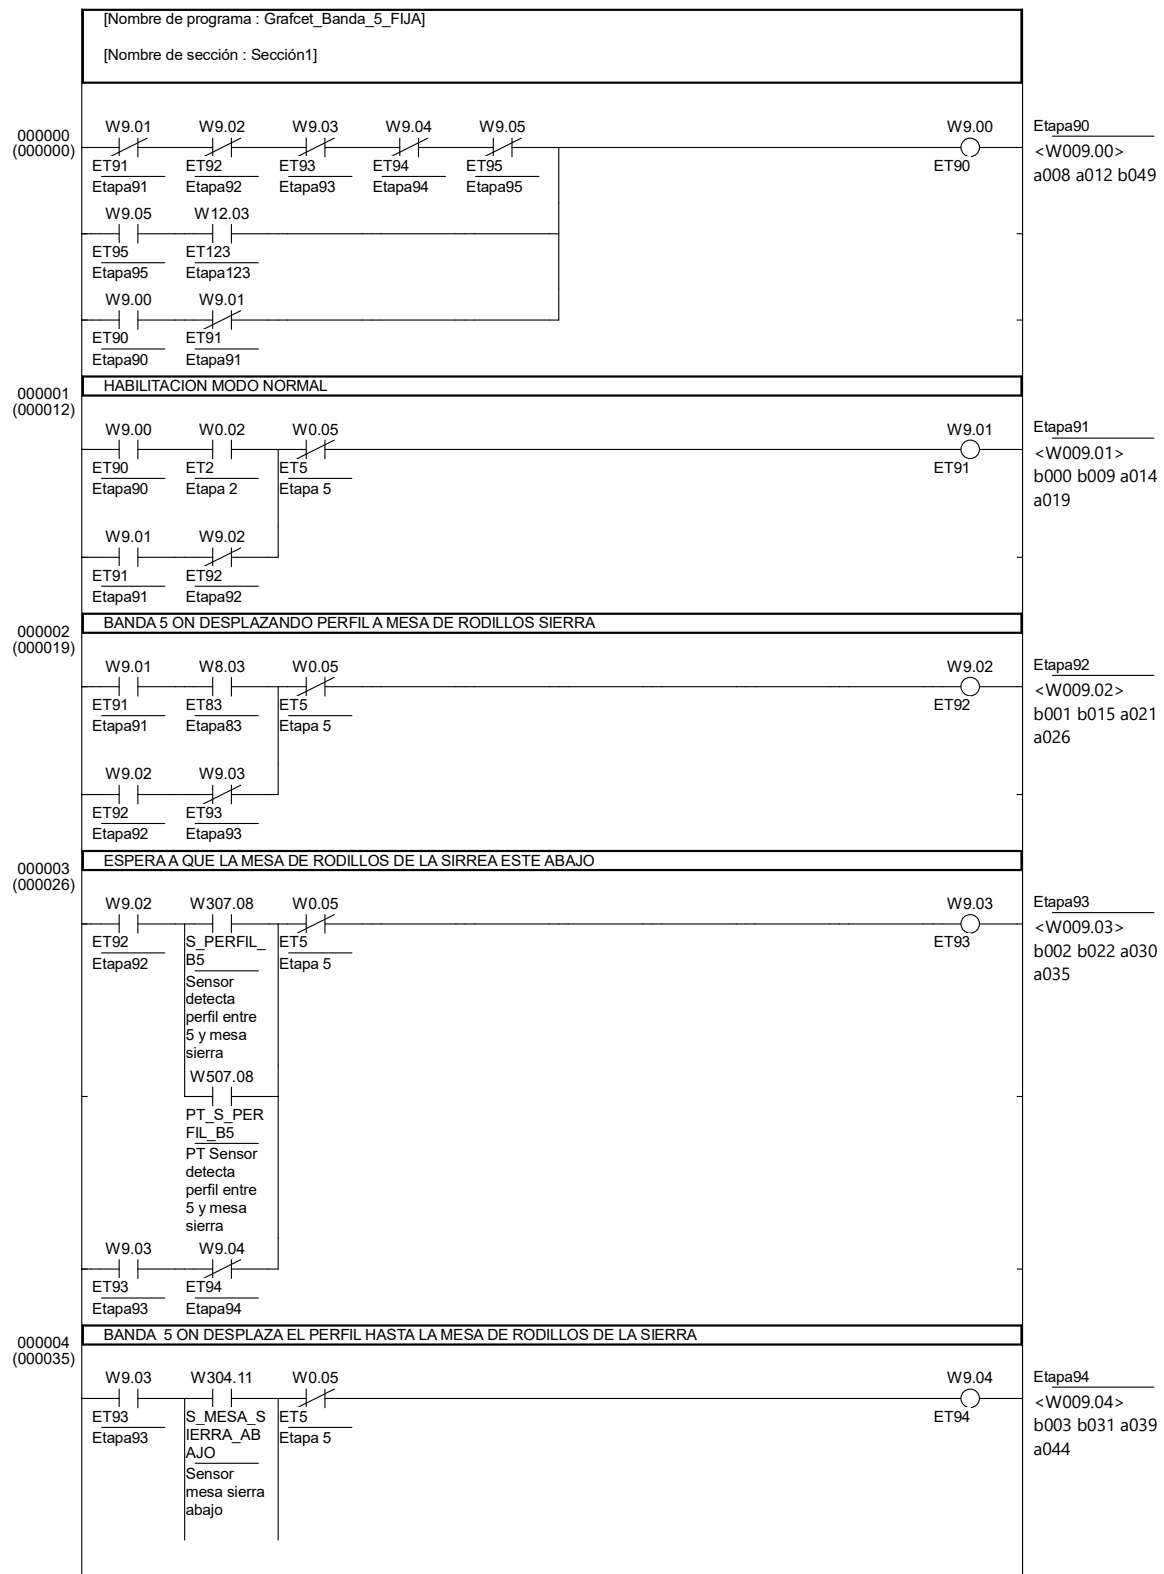 [Nombre de programa : Grafcet_Banda_5_FIJA]
[Nombre de sección : Sección1]
000000
(000000)
W9.01 W9.02 W9.03 W9.04 W9.05 W9.00
ET91 ET92 ET93 ET94 ET95 ET90
Etapa91 Etapa92 Etapa93 Etapa94 Etapa95
Etapa90
<W009.00>
a008 a012 b049
W9.05 W12.03
ET95 ET123
Etapa95 Etapa123
W9.00 W9.01
ET90 ET91
Etapa90 Etapa91
000001
(000012)
HABILITACION MODO NORMAL
W9.00 W0.02 W0.05 W9.01
ET90 ET2 ET5 ET91
Etapa90 Etapa 2 Etapa 5
Etapa91
<W009.01>
b000 b009 a014
a019
W9.01 W9.02
ET91 ET92
Etapa91 Etapa92
000002
(000019)
BANDA 5 ON DESPLAZANDO PERFIL A MESA DE RODILLOS SIERRA
W9.01 W8.03 W0.05 W9.02
ET91 ET83 ET5 ET92
Etapa91 Etapa83 Etapa 5
Etapa92
<W009.02>
b001 b015 a021
a026
W9.02 W9.03
ET92 ET93
Etapa92 Etapa93
000003
(000026)
ESPERA A QUE LA MESA DE RODILLOS DE LA SIRREA ESTE ABAJO
W9.02 W307.08 W0.05 W9.03
ET92 S_PERFIL_ ET5 ET93
B5
Etapa92 Etapa 5
Sensor
detecta
perfil entre
5 y mesa
sierra
Etapa93
<W009.03>
b002 b022 a030
a035
W507.08
PT_S_PER
FIL_B5
PT Sensor
detecta
perfil entre
5 y mesa
sierra
W9.03 W9.04
ET93 ET94
Etapa93 Etapa94
000004
(000035)
BANDA  5 ON DESPLAZA EL PERFIL HASTA LA MESA DE RODILLOS DE LA SIERRA
W9.03 W304.11 W0.05 W9.04
ET93 S_MESA_S ET5 ET94
Etapa93 IERRA_AB Etapa 5
AJO
Sensor
mesa sierra
abajo
Etapa94
<W009.04>
b003 b031 a039
a044